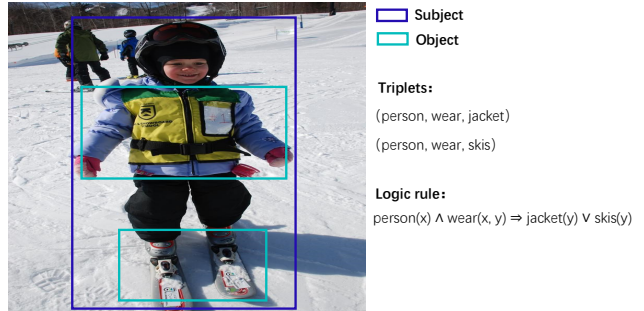 Subject
Object
Triplets:
(person, wear, jacket)
(person, wear, skis)
Logic rule:
person(x) ∧ wear(x, y) ⇒ jacket(y) ∨ skis(y)